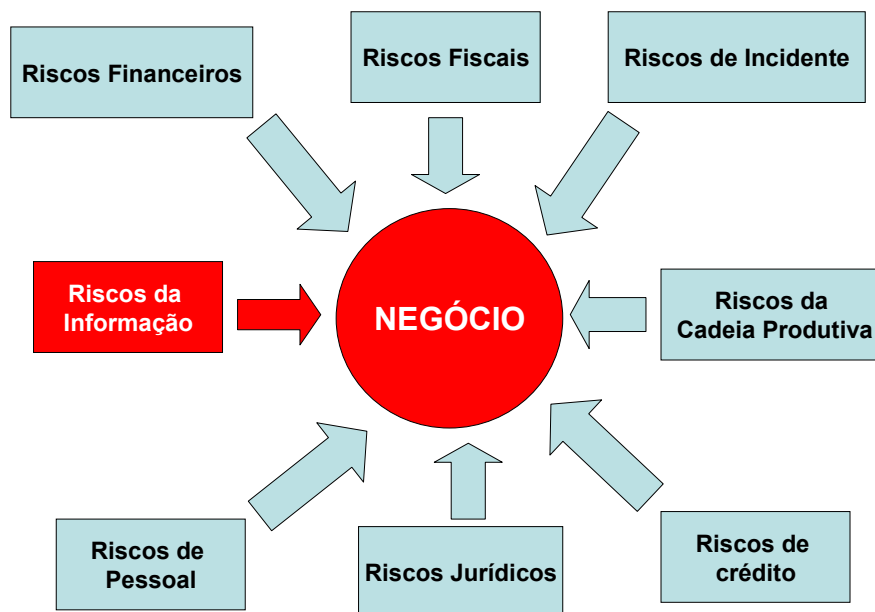 Riscos Financeiros
Riscos Fiscais
Riscos de Incidente
Riscos da
Informação
NEGÓCIO
Riscos da
Cadeia Produtiva
Riscos de
Pessoal
Riscos Jurídicos
Riscos de
crédito